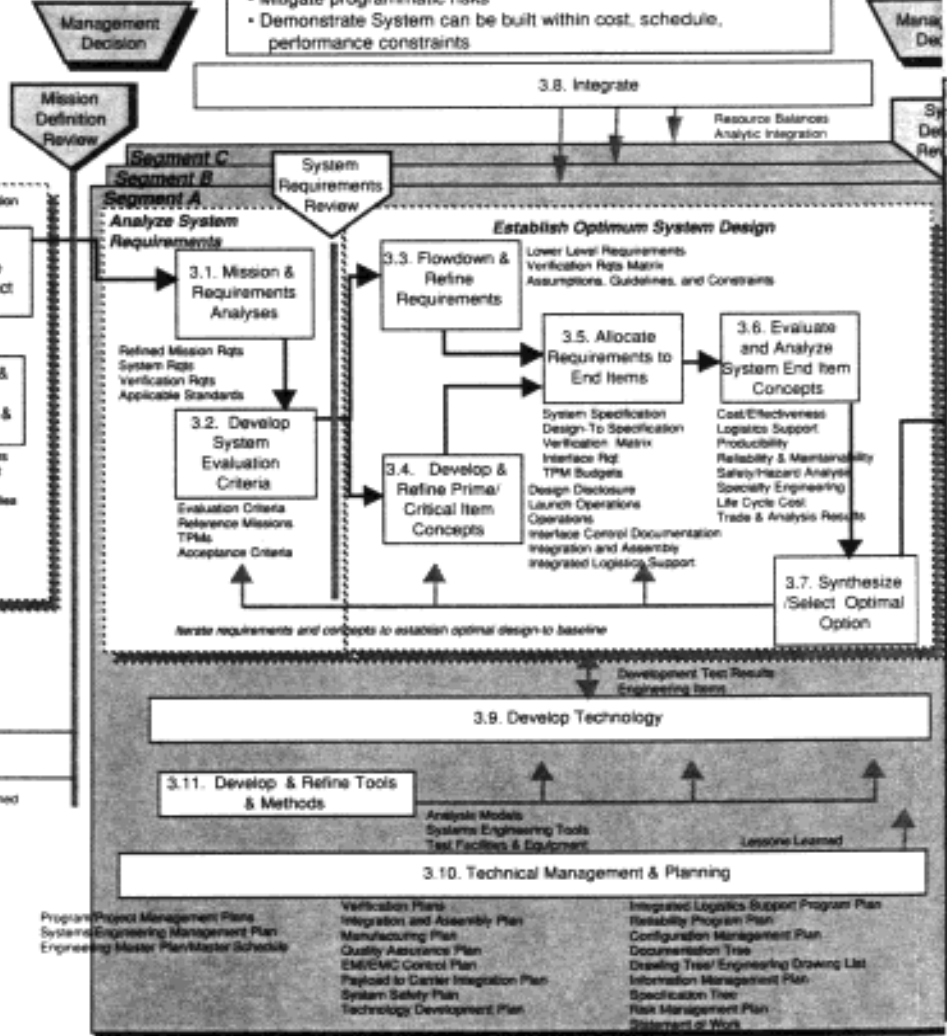 Management
Decision
• Mitigate programmatic risks
• Demonstrate System can be built within cost, schedule,
performance constraints
3.8. Integrate
Mission
Definition
Review
Resource Balances
Analytic Integration
Segment C
Segment B
Segment A
System
Requirements
Review
Analyze System
Requirements
Establish Optimum System Design
3.1. Mission &
Requirements
Analyses
3.3. Flowdown &
Refine
Requirements
Lower Level Requirements
Verification Rqts Matrix
Assumptions, Guidelines, and Constraints
Refined Mission Rqts
System Rqts
Verification Rqts
Applicable Standards
3.5. Allocate
Requirements to
End Items
3.6. Evaluate
and Analyze
System End Item
Concepts
3.2. Develop
System
Evaluation
Criteria
3.4. Develop &
Refine Prime/
Critical Item
Concepts
System Specification
Design-To Specification
Verification Matrix
Interface Rqt
TPM Budgets
Design Disclosure
Launch Operations
Operations
Interface Control Documentation
Integration and Assembly
Integrated Logistics Support
Cost/Effectiveness
Logistics Support
Producibility
Reliability & Maintainability
Safety/Hazard Analysis
Specialty Engineering
Life Cycle Cost
Trade & Analysis Results
Evaluation Criteria
Reference Missions
TPMs
Acceptance Criteria
3.7. Synthesize
/Select Optimal
Option
Iterate requirements and concepts to establish optimal design-to baseline
Development Test Results
Engineering Items
3.9. Develop Technology
3.11. Develop & Refine Tools
& Methods
Analysis Models
Systems Engineering Tools
Test Facilities & Equipment
Lessons Learned
3.10. Technical Management & Planning
Program/Project Management Plans
Systems Engineering Management Plan
Engineering Master Plan/Master Schedule
Verification Plans
Integration and Assembly Plan
Manufacturing Plan
Quality Assurance Plan
EMI/EMC Control Plan
Payload to Carrier Integration Plan
System Safety Plan
Technology Development Plan
Integrated Logistics Support Program Plan
Reliability Program Plan
Configuration Management Plan
Documentation Tree
Drawing Tree/ Engineering Drawing List
Information Management Plan
Specification Tree
Risk Management Plan
Statement of Work